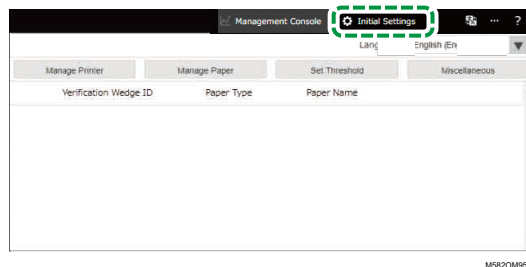 Management Console Initial Settings ... ?
Lang English (En
Manage Printer Manage Paper Set Threshold Miscellaneous
Verification Wedge ID Paper Type Paper Name
M582OM95